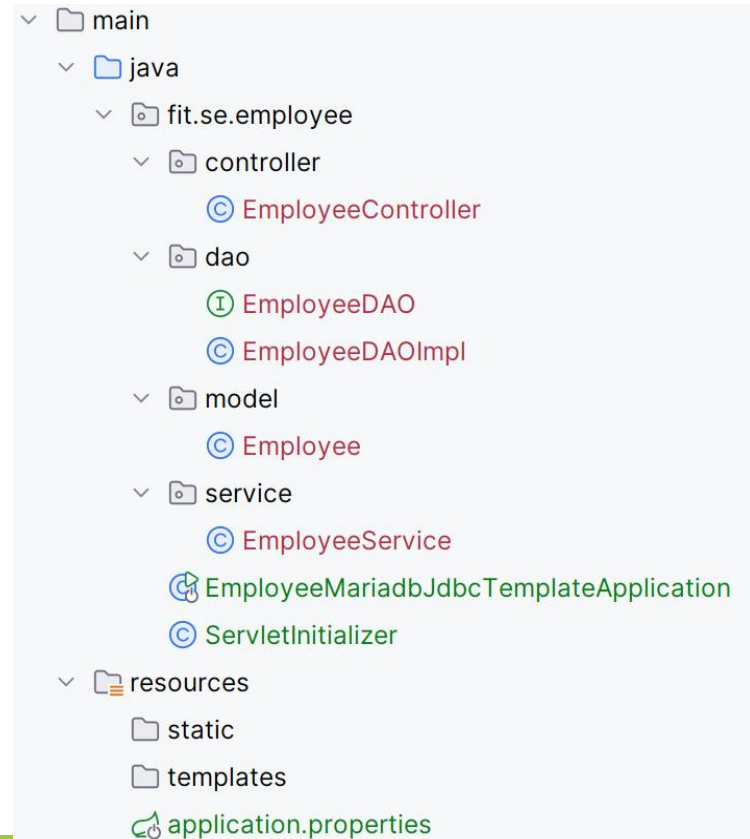 main
java
fit.se.employee
controller
EmployeeController
dao
EmployeeDAO
EmployeeDAOImpl
model
Employee
service
EmployeeService
EmployeeMariadbJdbcTemplateApplication
ServletInitializer
resources
static
templates
application.properties